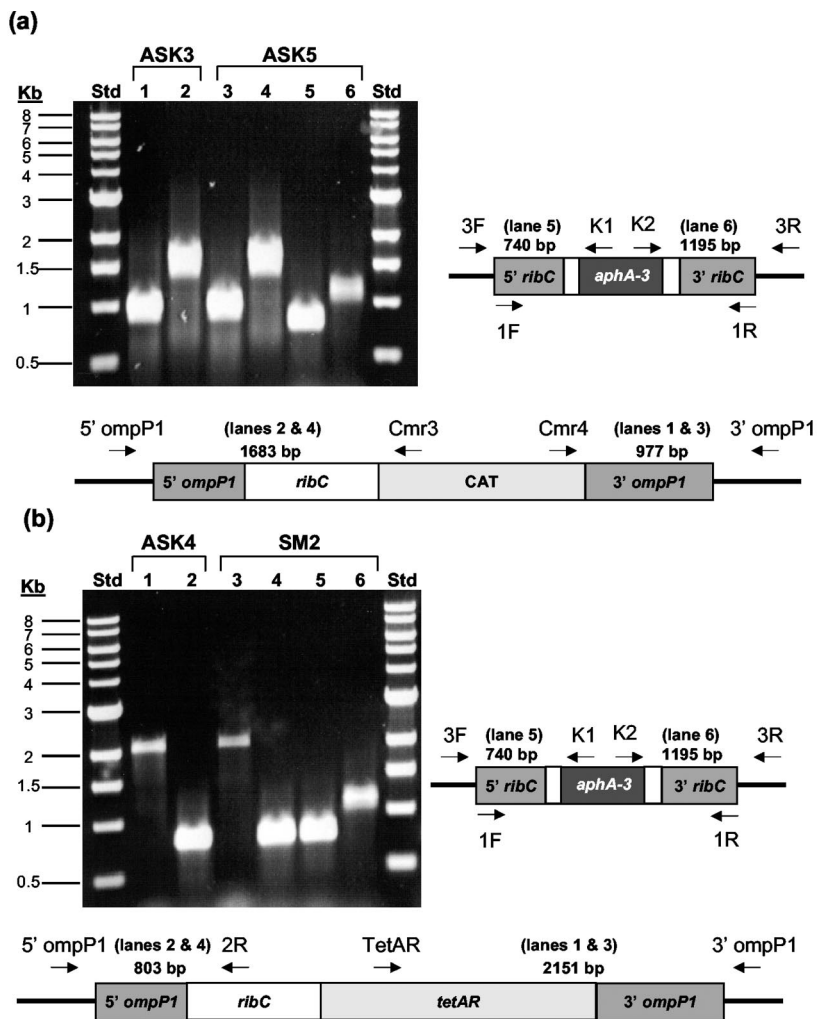 (a)
ASK3 ASK5
Kb Std 1 2 3 4 5 6 Std
8
7
6
5
4
3
2
1.5
1
0.5
3F (lane 5) K1 K2 (lane 6) 3R
740 bp 1195 bp
5' ribC aphA-3 3' ribC
1F 1R
5' ompP1 (lanes 2 & 4) Cmr3 Cmr4 (lanes 1 & 3) 3' ompP1
1683 bp 977 bp
5' ompP1 ribC CAT 3' ompP1
(b)
ASK4 SM2
Kb Std 1 2 3 4 5 6 Std
8
7
6
5
4
3
2
1.5
1
0.5
3F (lane 5) K1 K2 (lane 6) 3R
740 bp 1195 bp
5' ribC aphA-3 3' ribC
1F 1R
5' ompP1 (lanes 2 & 4) 2R TetAR (lanes 1 & 3) 3' ompP1
803 bp 2151 bp
5' ompP1 ribC tetAR 3' ompP1